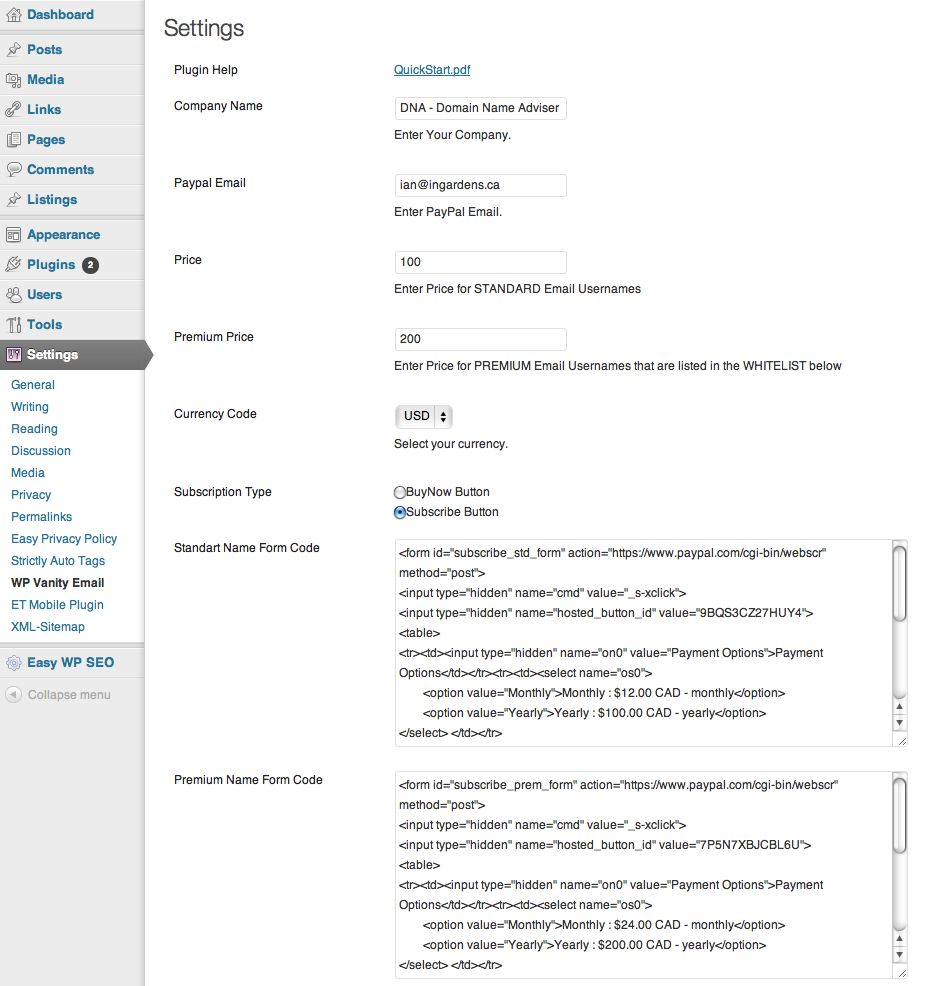 Dashboard
Posts
Media
Links
Pages
Comments
Listings
Appearance
Plugins 2
Users
Tools
Settings
General
Writing
Reading
Discussion
Media
Privacy
Permalinks
Easy Privacy Policy
Strictly Auto Tags
WP Vanity Email
ET Mobile Plugin
XML-Sitemap
Easy WP SEO
Collapse menu
Settings
Plugin Help QuickStart.pdf
Company Name DNA - Domain Name Adviser
Enter Your Company.
Paypal Email ian@ingardens.ca
Enter PayPal Email.
Price 100
Enter Price for STANDARD Email Usernames
Premium Price 200
Enter Price for PREMIUM Email Usernames that are listed in the WHITELIST below
Currency Code USD
Select your currency.
Subscription Type BuyNow Button
Subscribe Button
Standart Name Form Code <form id="subscribe_std_form" action="https://www.paypal.com/cgi-bin/webscr"
method="post">
<input type="hidden" name="cmd" value="_s-xclick">
<input type="hidden" name="hosted_button_id" value="9BQS3CZ27HUY4">
<table>
<tr><td><input type="hidden" name="on0" value="Payment Options">Payment
Options</td></tr><tr><td><select name="os0">
<option value="Monthly">Monthly : $12.00 CAD - monthly</option>
<option value="Yearly">Yearly : $100.00 CAD - yearly</option>
</select> </td></tr>
Premium Name Form Code <form id="subscribe_prem_form" action="https://www.paypal.com/cgi-bin/webscr"
method="post">
<input type="hidden" name="cmd" value="_s-xclick">
<input type="hidden" name="hosted_button_id" value="7P5N7XBJCBL6U">
<table>
<tr><td><input type="hidden" name="on0" value="Payment Options">Payment
Options</td></tr><tr><td><select name="os0">
<option value="Monthly">Monthly : $24.00 CAD - monthly</option>
<option value="Yearly">Yearly : $200.00 CAD - yearly</option>
</select> </td></tr>